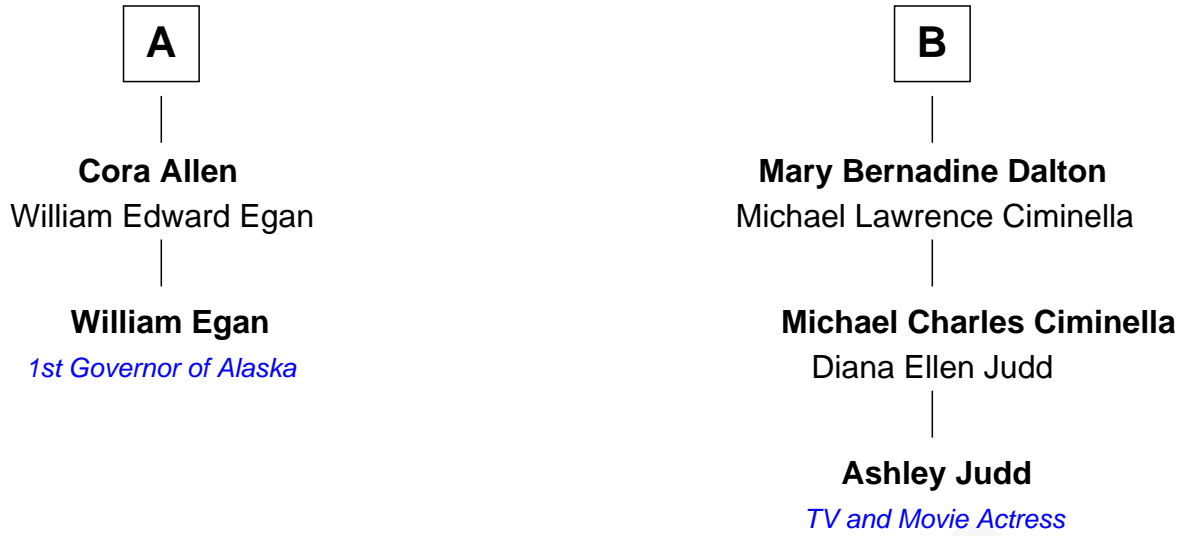 A
Cora Allen
William Edward Egan
William Egan
1st Governor of Alaska
B
Mary Bernadine Dalton
Michael Lawrence Ciminella
Michael Charles Ciminella
Diana Ellen Judd
Ashley Judd
TV and Movie Actress